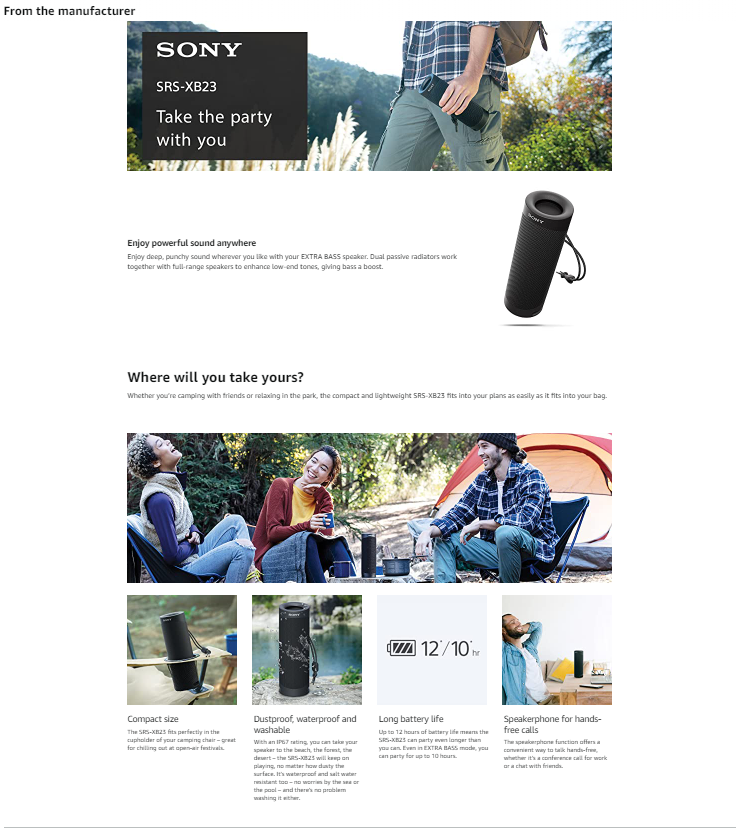 From the manufacturer
SONY
SRS-XB23
Take the party
with you
SONY
Enjoy powerful sound anywhere
Enjoy deep, punchy sound wherever you like with your EXTRA BASS speaker. Dual passive radiators work
together with full-range speakers to enhance low-end tones, giving bass a boost.
Where will you take yours?
Whether you're camping with friends or relaxing in the park, the compact and lightweight SRS-XB23 fits into your plans as easily as it fits into your bag.
12*/10* hr
Compact size
The SRS-XB23 fits perfectly in the
cupholder of your camping chair – great
for chilling out at open-air festivals.
Dustproof, waterproof and
washable
With an IP67 rating, you can take your
speaker to the beach, the forest, the
desert – the SRS-XB23 will keep on
playing, no matter how dusty the
surface. It's waterproof and salt water
resistant too – no worries by the sea or
the pool – and there's no problem
washing it either.
Long battery life
Up to 12 hours of battery life means the
SRS-XB23 can party even longer than
you can. Even in EXTRA BASS mode, you
can party for up to 10 hours.
Speakerphone for hands-
free calls
The speakerphone function offers a
convenient way to talk hands-free,
whether it's a conference call for work
or a chat with friends.